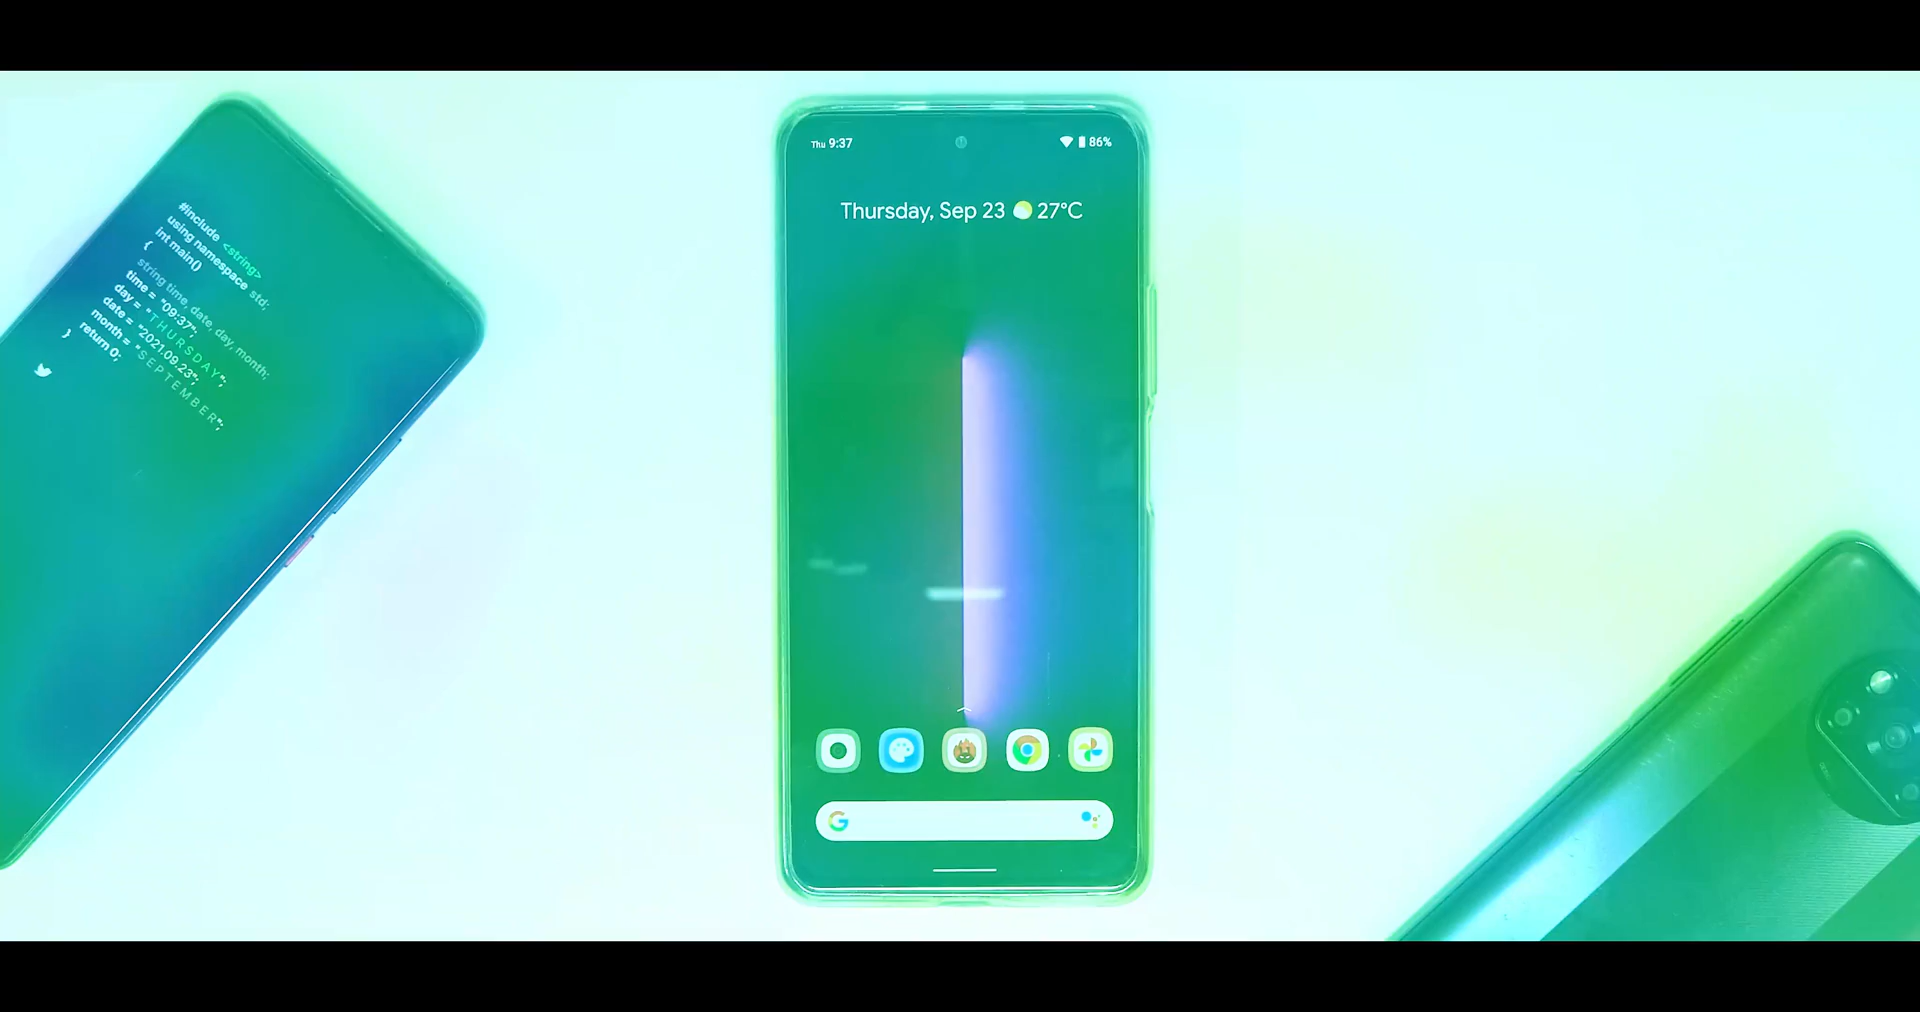 #include <string>
using namespace std;
int main()
{
string time, date, day, month;
time = "09:37";
day = "THURSDAY";
date = "2021.09.23";
month = "SEPTEMBER";
return 0;
}
Thu 9:37
86%
Thursday, Sep 23 27°C
G